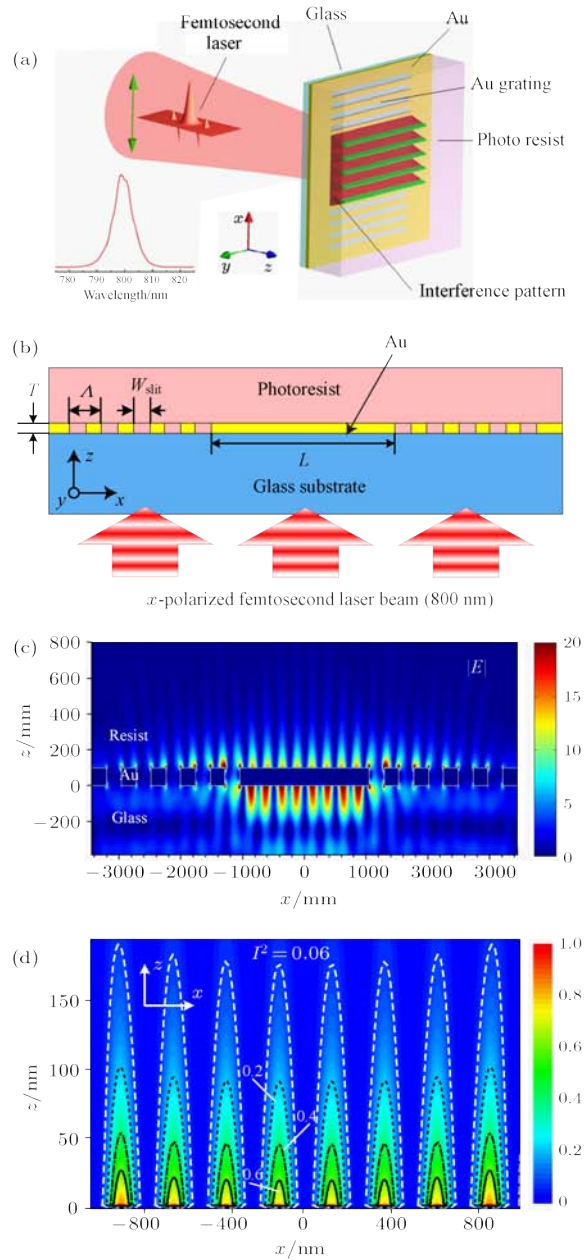 (a)
Femtosecond
laser
Glass
Au
Au grating
Photo resist
Interference pattern
x
y
z
780 790 800 810 820
Wavelength/nm
(b)
Au
T
Λ
Wslit
Photoresist
L
z
y
x
Glass substrate
x-polarized femtosecond laser beam (800 nm)
(c)
800
600
400
200
0
−200
z/mm
|E|
Resist
Au
Glass
−3000 −2000 −1000 0 1000 2000 3000
x/mm
20
15
10
5
0
(d)
I² = 0.06
z
x
0.2
0.4
0.6
150
100
50
0
z/nm
−800 −400 0 400 800
x/nm
1.0
0.8
0.6
0.4
0.2
0